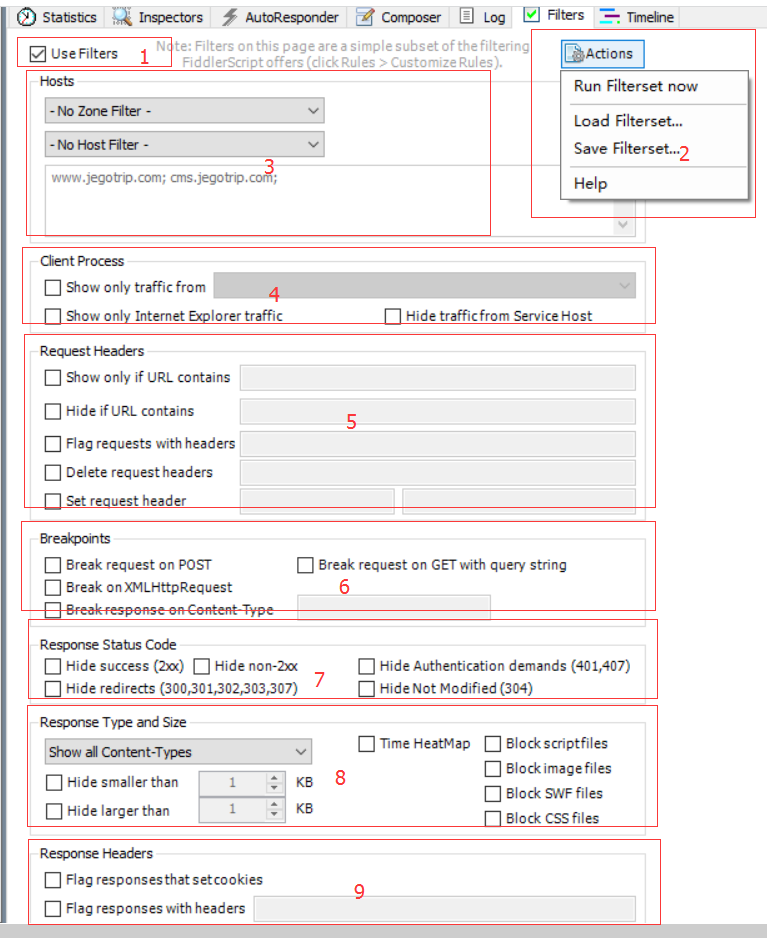 Statistics Inspectors AutoResponder Composer Log Filters Timeline
Use Filters 1 Note: Filters on this page are a simple subset of the filtering
FiddlerScript offers (click Rules > Customize Rules).
Actions
Run Filterset now
Load Filterset...
Save Filterset... 2
Help
Hosts
- No Zone Filter -
- No Host Filter -
3
www.jegotrip.com; cms.jegotrip.com;
Client Process
Show only traffic from 4
Show only Internet Explorer traffic Hide traffic from Service Host
Request Headers
Show only if URL contains
Hide if URL contains 5
Flag requests with headers
Delete request headers
Set request header
Breakpoints
Break request on POST Break request on GET with query string
Break on XMLHttpRequest 6
Break response on Content-Type
Response Status Code
Hide success (2xx) Hide non-2xx Hide Authentication demands (401,407)
Hide redirects (300,301,302,303,307) 7 Hide Not Modified (304)
Response Type and Size
Show all Content-Types Time HeatMap Block script files
Hide smaller than 1 KB 8 Block image files
Block SWF files
Hide larger than 1 KB Block CSS files
Response Headers
Flag responses that set cookies 9
Flag responses with headers